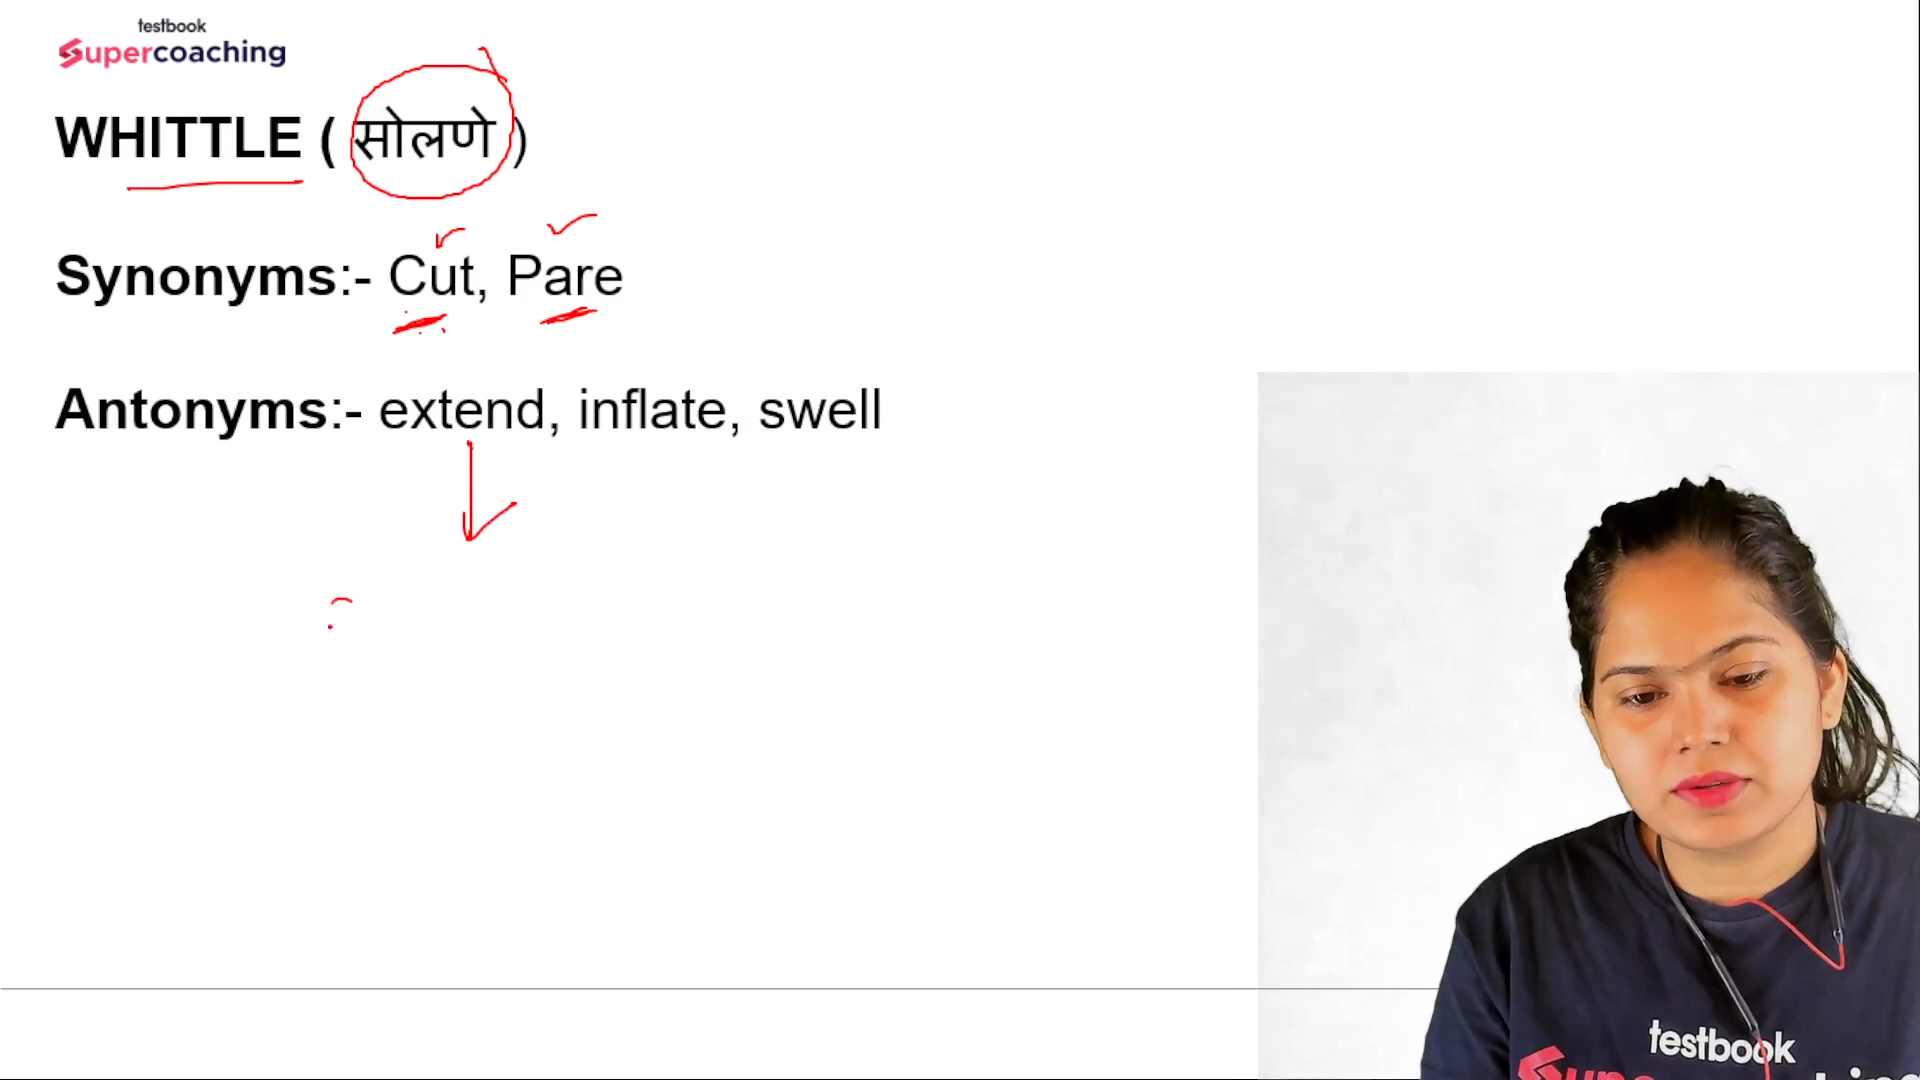 testbook
Supercoaching
WHITTLE ( सोलणे )
Synonyms:- Cut, Pare
Antonyms:- extend, inflate, swell
testbook